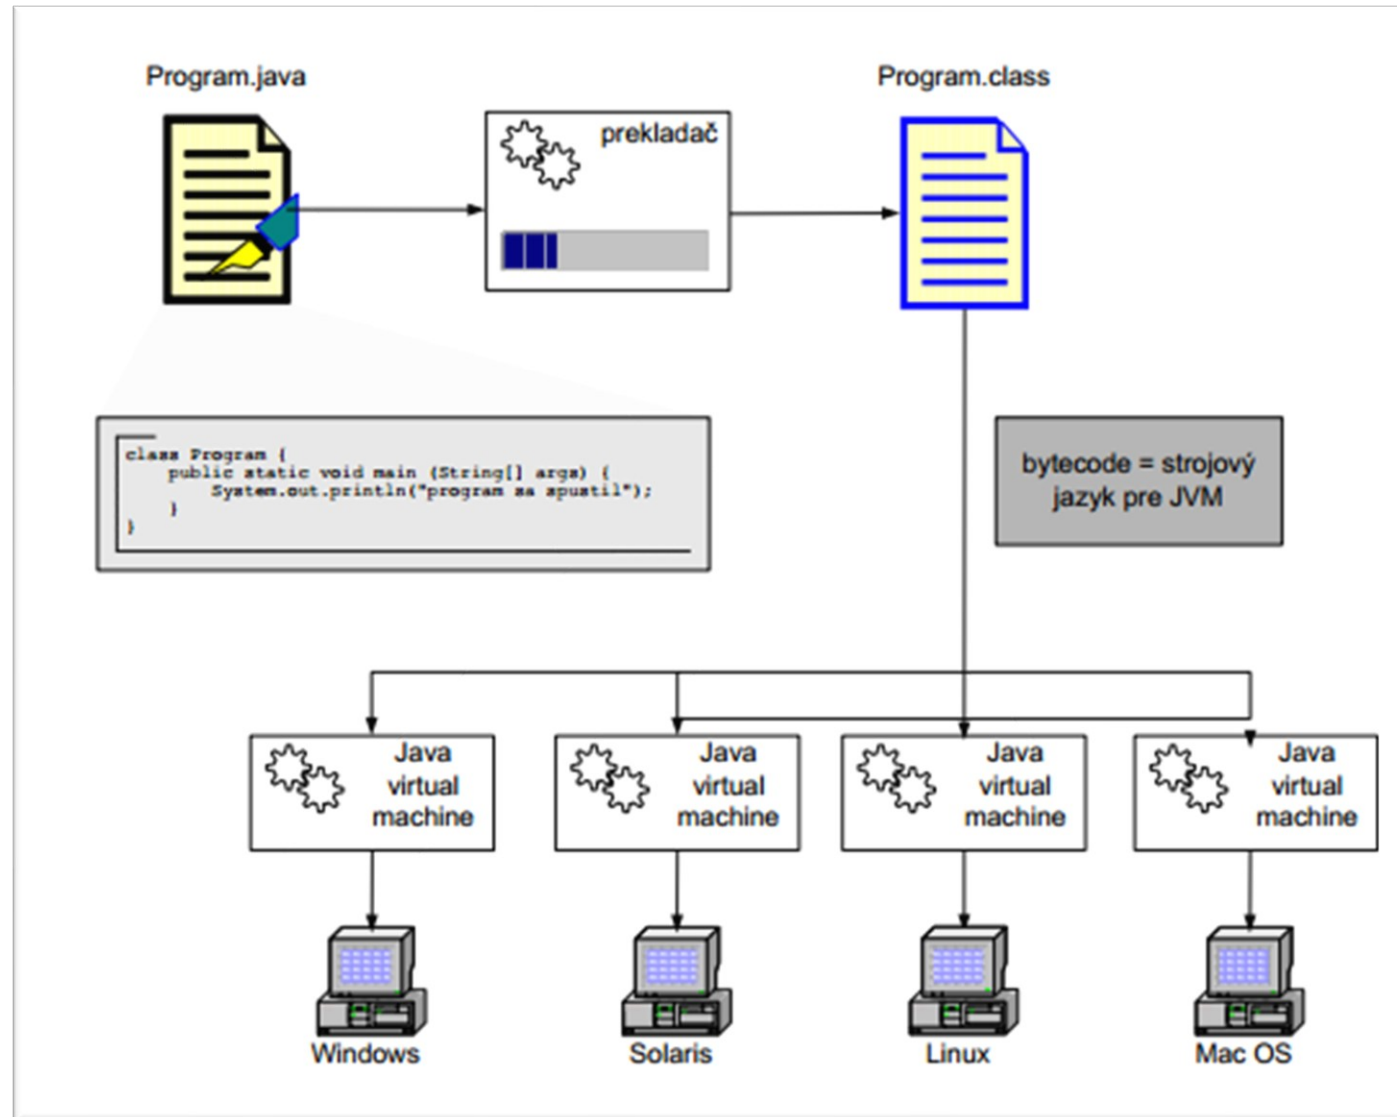 Program.java
Program.class
prekladač
class Program {
    public static void main (String[] args) {
        System.out.println("program sa spustil");
    }
}
bytecode = strojový
jazyk pre JVM
Java
virtual
machine
Java
virtual
machine
Java
virtual
machine
Java
virtual
machine
Windows
Solaris
Linux
Mac OS